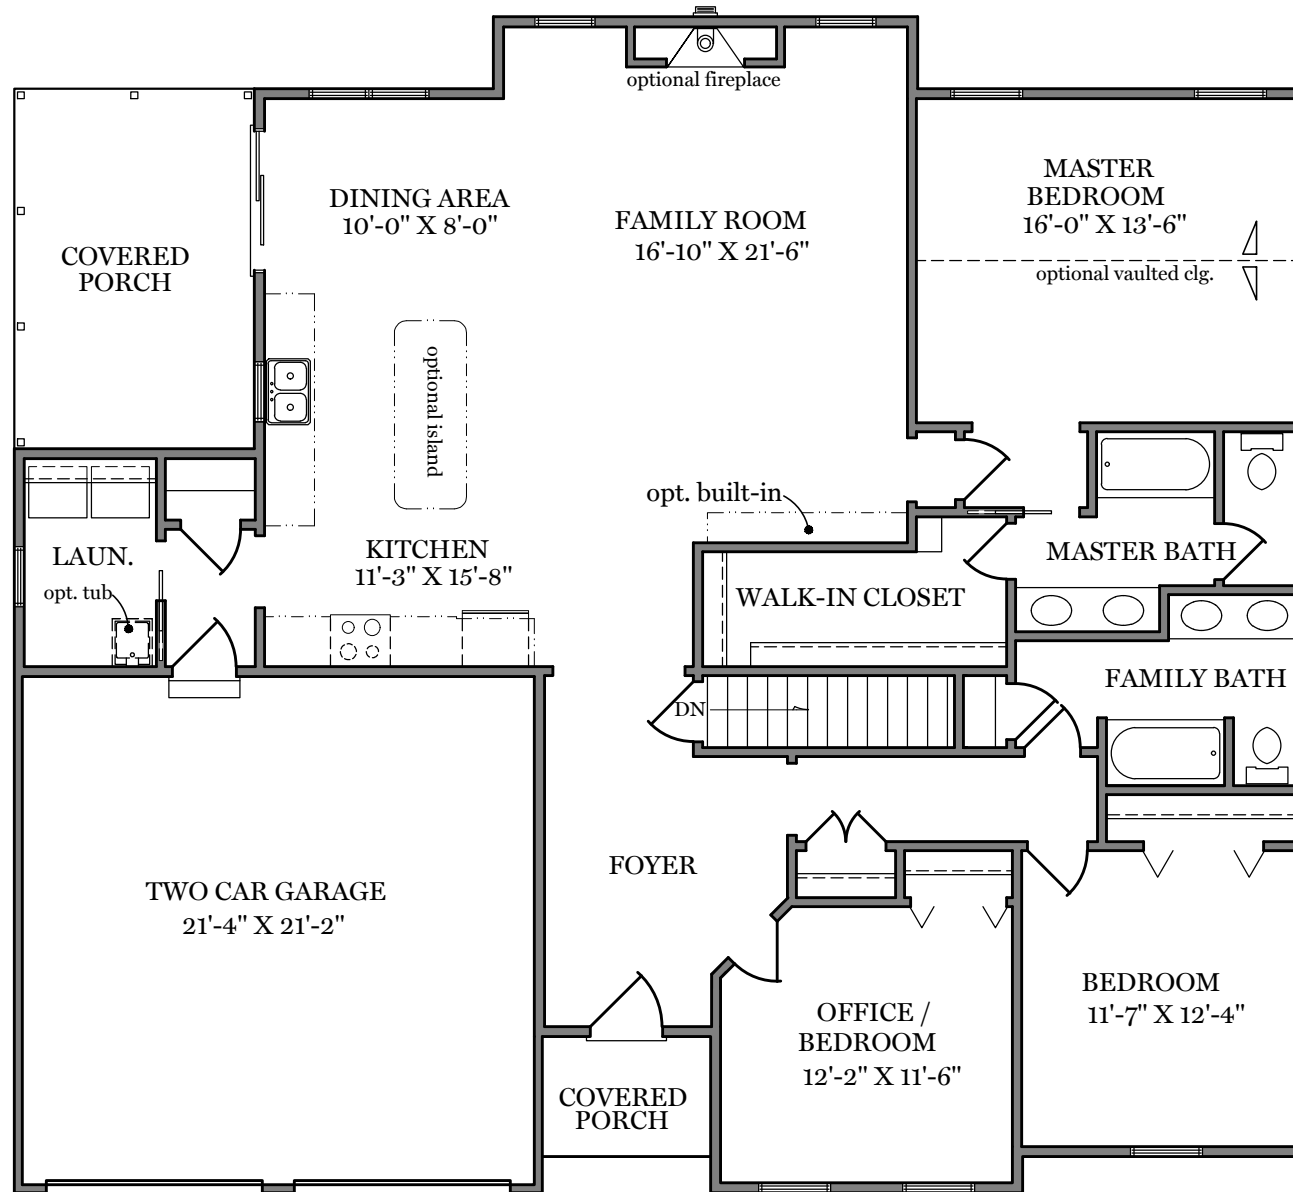 optional fireplace
DINING AREA
10'-0" X 8'-0"
FAMILY ROOM
16'-10" X 21'-6"
MASTER
BEDROOM
16'-0" X 13'-6"
optional vaulted clg.
COVERED
PORCH
optional island
opt. built-in
LAUN.
opt. tub
KITCHEN
11'-3" X 15'-8"
MASTER BATH
WALK-IN CLOSET
FAMILY BATH
DN
TWO CAR GARAGE
21'-4" X 21'-2"
FOYER
BEDROOM
11'-7" X 12'-4"
OFFICE /
BEDROOM
12'-2" X 11'-6"
COVERED
PORCH